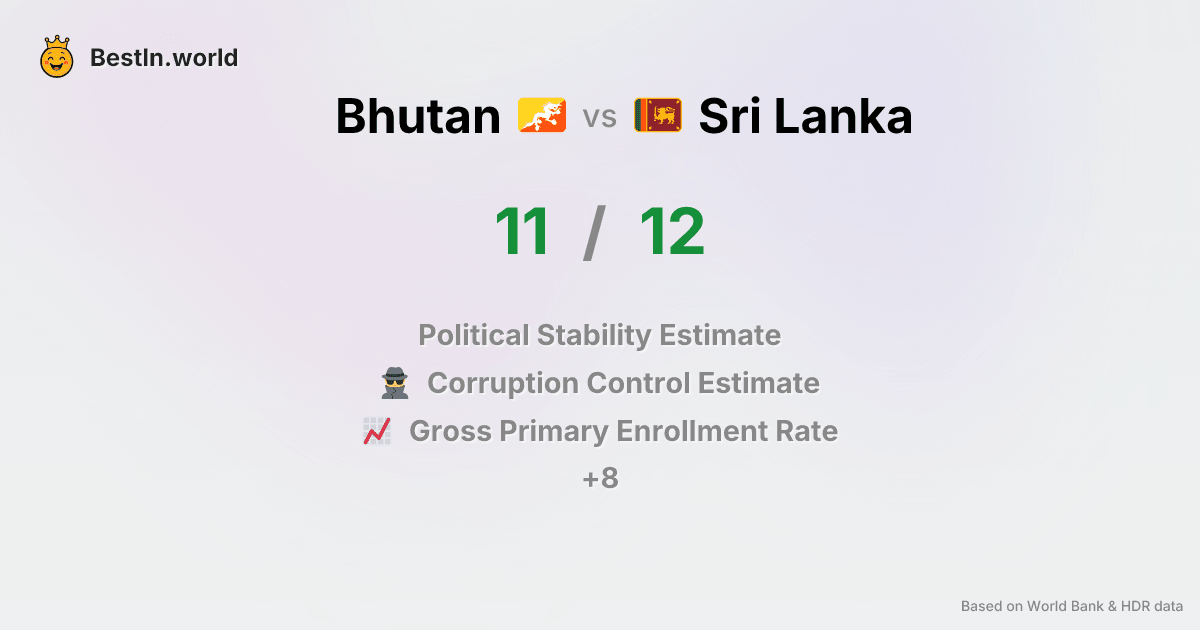 BestIn.world
Bhutan vs Sri Lanka
11 / 12
Political Stability Estimate
Corruption Control Estimate
Gross Primary Enrollment Rate
+8
Based on World Bank & HDR data